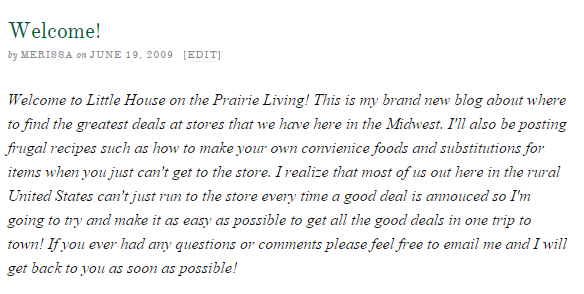 Welcome!
by MERISSA on JUNE 19, 2009 [EDIT]
Welcome to Little House on the Prairie Living! This is my brand new blog about where
to find the greatest deals at stores that we have here in the Midwest. I'll also be posting
frugal recipes such as how to make your own convienice foods and substitutions for
items when you just can't get to the store. I realize that most of us out here in the rural
United States can't just run to the store every time a good deal is annouced so I'm
going to try and make it as easy as possible to get all the good deals in one trip to
town! If you ever had any questions or comments please feel free to email me and I will
get back to you as soon as possible!